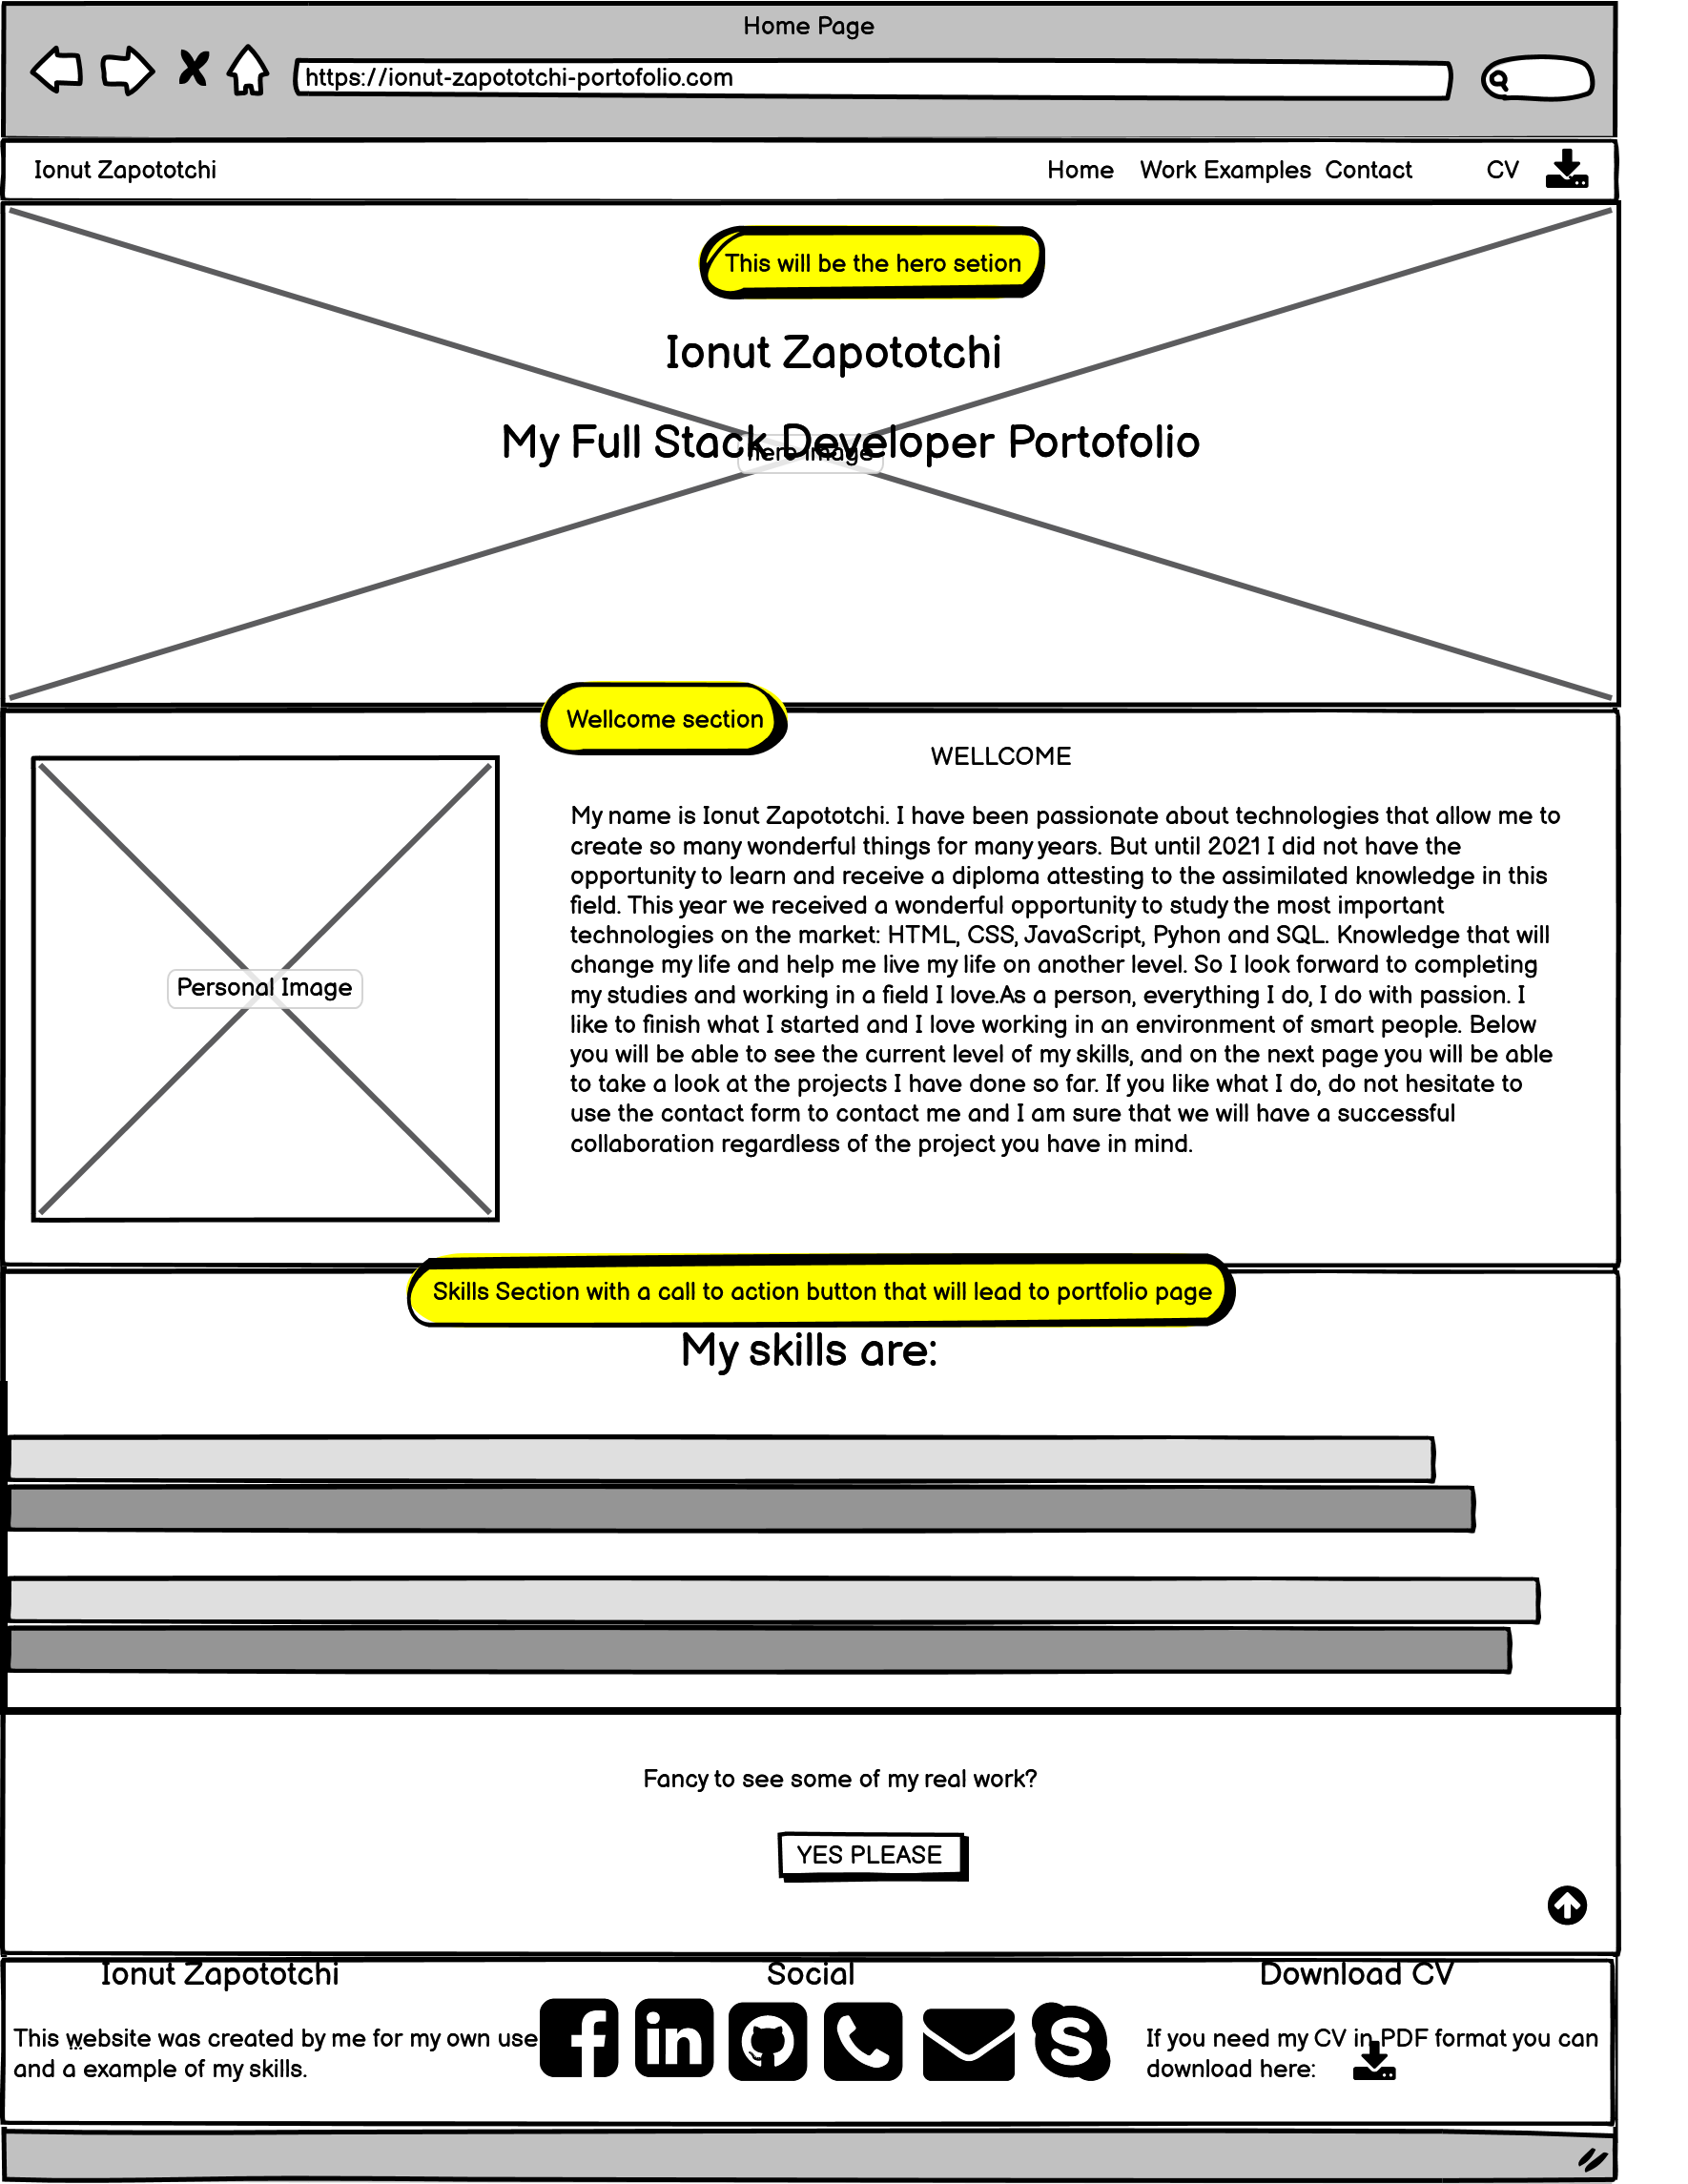 Home Page
https://ionut-zapototchi-portofolio.com
Ionut Zapototchi Home Work Examples Contact CV
This will be the hero setion
Ionut Zapototchi
My Full Stack Developer Portofolio
hero image
Wellcome section
WELLCOME
My name is Ionut Zapototchi. I have been passionate about technologies that allow me to
create so many wonderful things for many years. But until 2021 I did not have the
opportunity to learn and receive a diploma attesting to the assimilated knowledge in this
field. This year we received a wonderful opportunity to study the most important
technologies on the market: HTML, CSS, JavaScript, Pyhon and SQL. Knowledge that will
change my life and help me live my life on another level. So I look forward to completing
my studies and working in a field I love.As a person, everything I do, I do with passion. I
like to finish what I started and I love working in an environment of smart people. Below
you will be able to see the current level of my skills, and on the next page you will be able
to take a look at the projects I have done so far. If you like what I do, do not hesitate to
use the contact form to contact me and I am sure that we will have a successful
collaboration regardless of the project you have in mind.
Personal Image
Skills Section with a call to action button that will lead to portfolio page
My skills are:
Fancy to see some of my real work?
YES PLEASE
Ionut Zapototchi
This website was created by me for my own use
and a example of my skills.
Social
Download CV
If you need my CV in PDF format you can
download here: